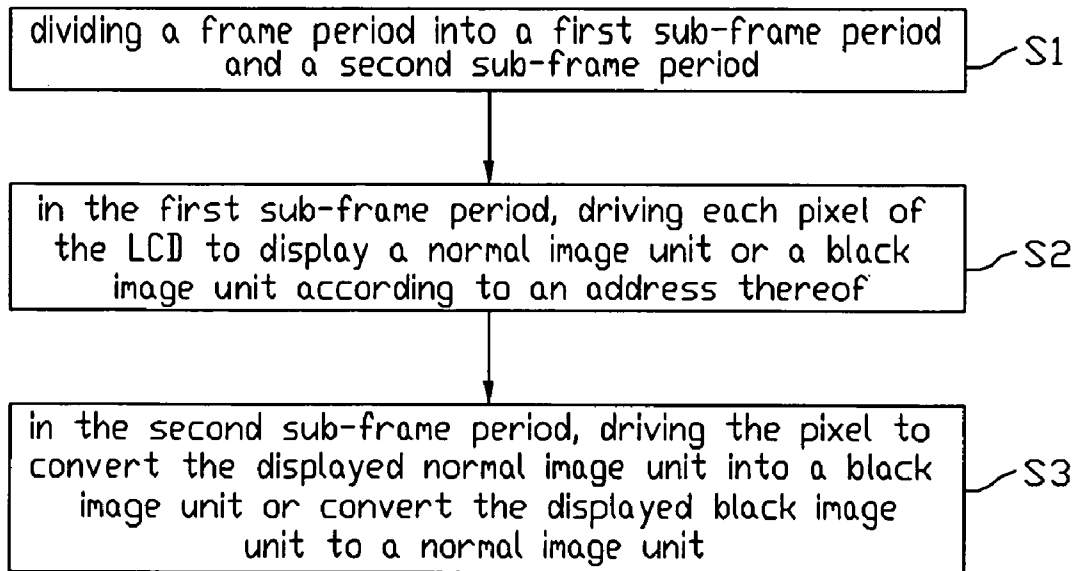 dividing a frame period into a first sub-frame period
and a second sub-frame period
S1
in the first sub-frame period, driving each pixel of
the LCD to display a normal image unit or a black
image unit according to an address thereof
S2
in the second sub-frame period, driving the pixel to
convert the displayed normal image unit into a black
image unit or convert the displayed black image
unit to a normal image unit
S3